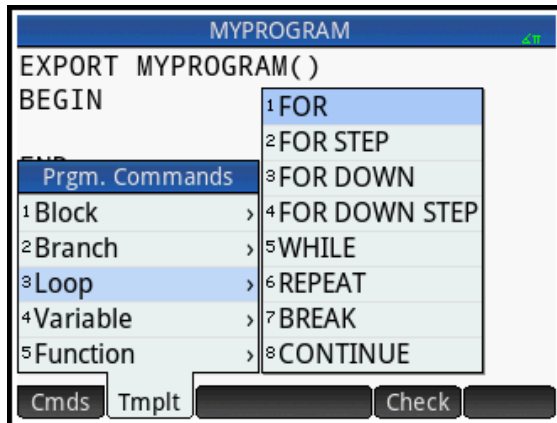 MYPROGRAM
∠π
EXPORT MYPROGRAM()
BEGIN
END
Prgm. Commands
1 Block ›
2 Branch ›
3 Loop ›
4 Variable ›
5 Function ›
1 FOR
2 FOR STEP
3 FOR DOWN
4 FOR DOWN STEP
5 WHILE
6 REPEAT
7 BREAK
8 CONTINUE
Cmds Tmplt Check